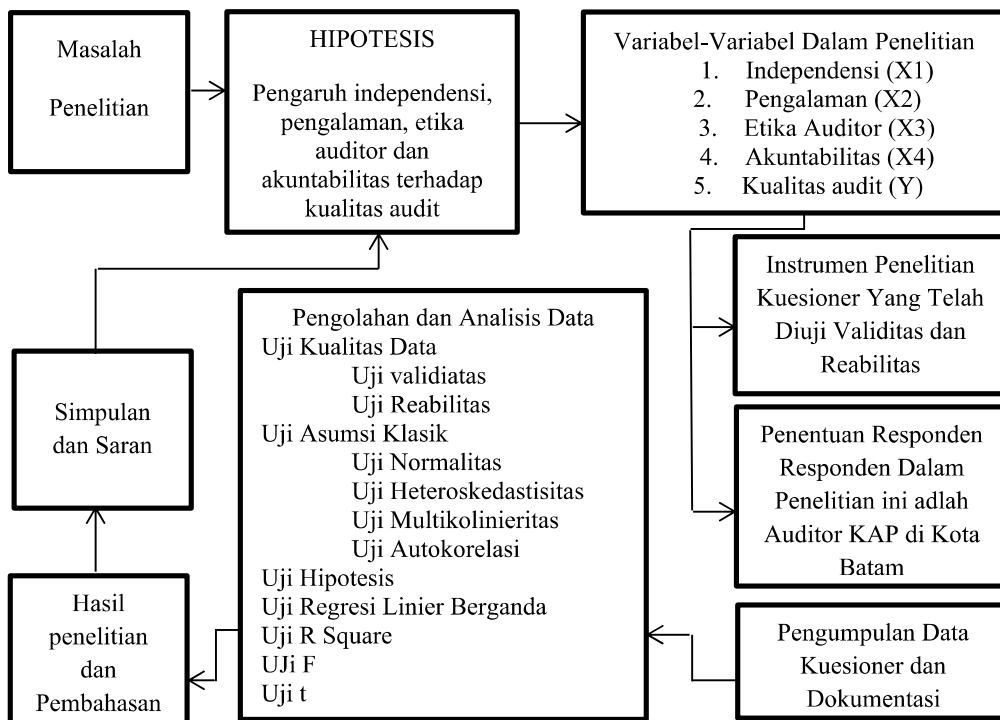 Masalah
Penelitian
HIPOTESIS
Pengaruh independensi,
pengalaman, etika
auditor dan
akuntabilitas terhadap
kualitas audit
Variabel-Variabel Dalam Penelitian
1. Independensi (X1)
2. Pengalaman (X2)
3. Etika Auditor (X3)
4. Akuntabilitas (X4)
5. Kualitas audit (Y)
Instrumen Penelitian
Kuesioner Yang Telah
Diuji Validitas dan
Reabilitas
Penentuan Responden
Responden Dalam
Penelitian ini adlah
Auditor KAP di Kota
Batam
Pengumpulan Data
Kuesioner dan
Dokumentasi
Pengolahan dan Analisis Data
Uji Kualitas Data
Uji validiatas
Uji Reabilitas
Uji Asumsi Klasik
Uji Normalitas
Uji Heteroskedastisitas
Uji Multikolinieritas
Uji Autokorelasi
Uji Hipotesis
Uji Regresi Linier Berganda
Uji R Square
UJi F
Uji t
Hasil
penelitian
dan
Pembahasan
Simpulan
dan Saran